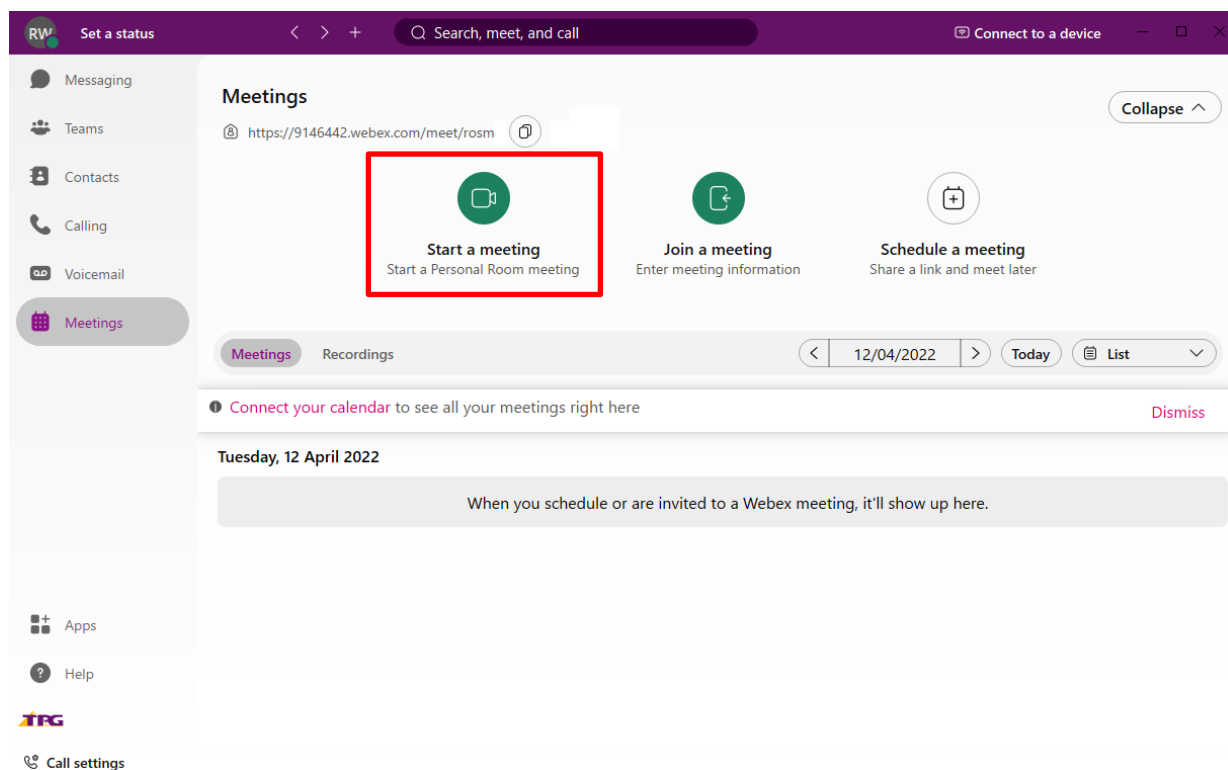 RW Set a status
Search, meet, and call
Connect to a device
Messaging
Teams
Contacts
Calling
Voicemail
Meetings
Apps
Help
TPG
Call settings
Meetings
Collapse
https://9146442.webex.com/meet/rosm
Start a meeting
Start a Personal Room meeting
Join a meeting
Enter meeting information
Schedule a meeting
Share a link and meet later
Meetings Recordings 12/04/2022 Today List
Connect your calendar to see all your meetings right here
Dismiss
Tuesday, 12 April 2022
When you schedule or are invited to a Webex meeting, it'll show up here.